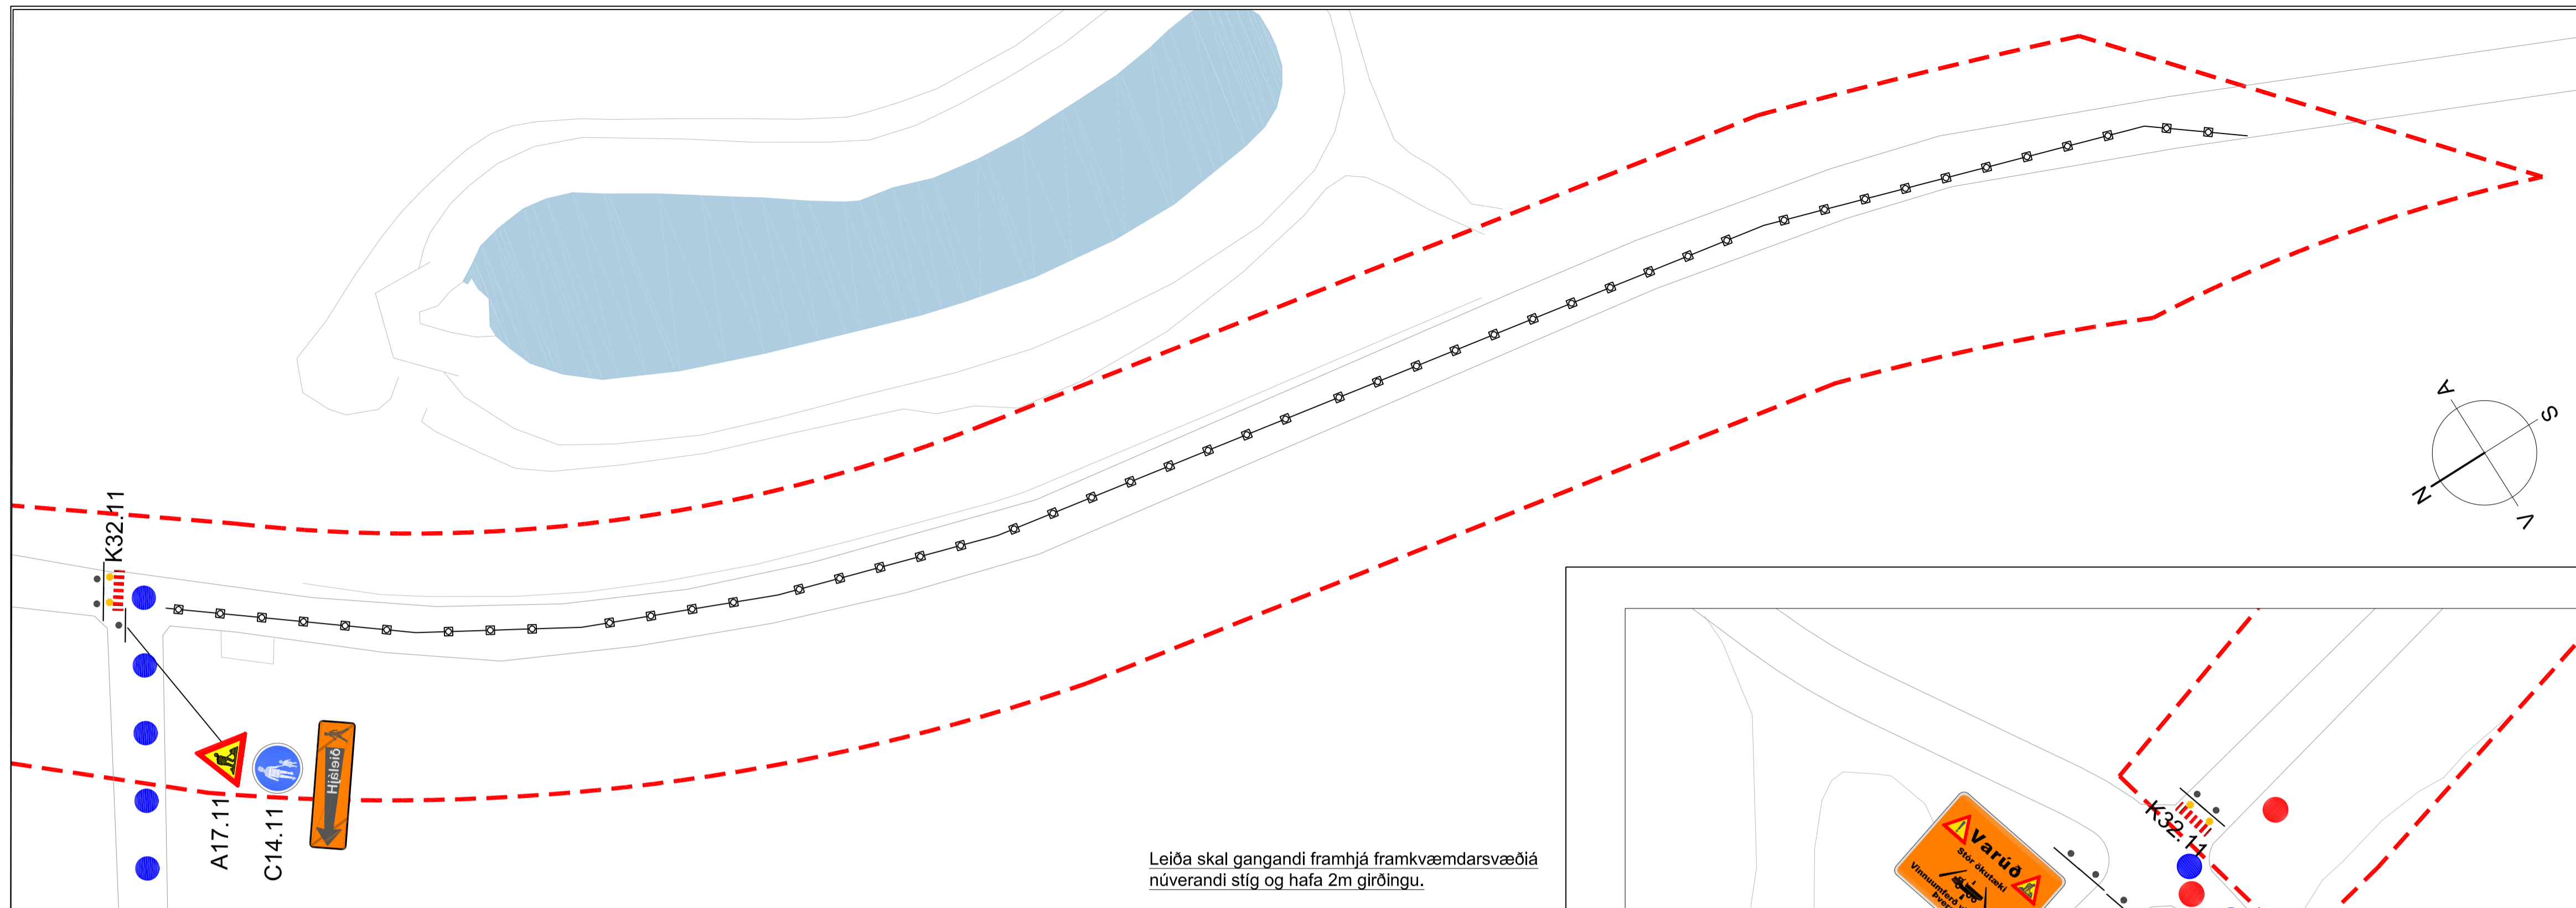 A
S
N
V
K32.11
Hjáleið
A17.11
C14.11
Leiða skal gangandi framhjá framkvæmdarsvæðiá
núverandi stíg og hafa 2m girðingu.
K32.11
Varúð
Stór ökutæki
Vinnuumferð